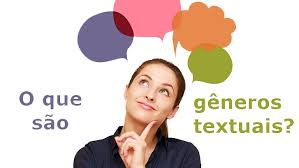 O que
são
gêneros
textuais?